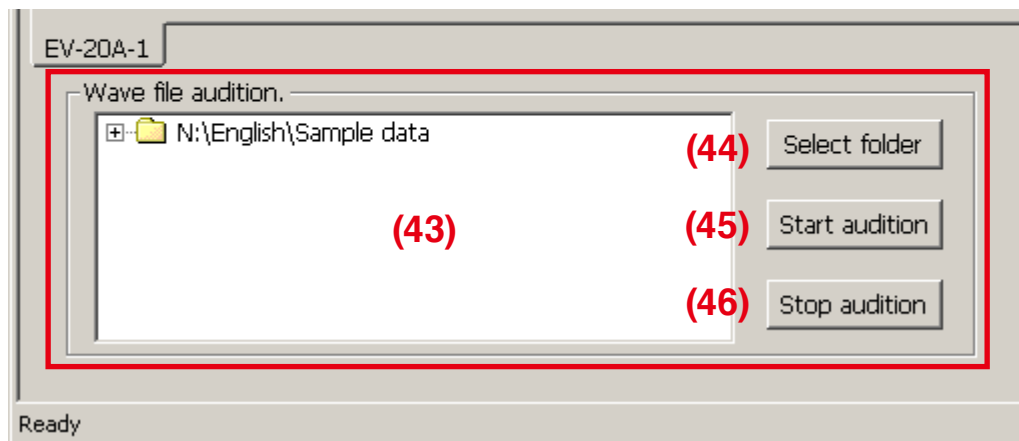 EV-20A-1
Wave file audition.
N:\English\Sample data
(43)
(44) Select folder
(45) Start audition
(46) Stop audition
Ready